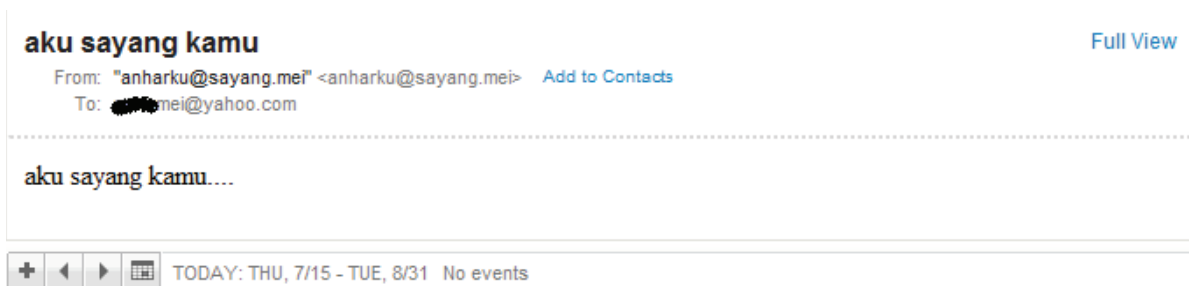 aku sayang kamu Full View
From: "anharku@sayang.mei" <anharku@sayang.mei> Add to Contacts
To: mei@yahoo.com
aku sayang kamu....
TODAY: THU, 7/15 - TUE, 8/31 No events